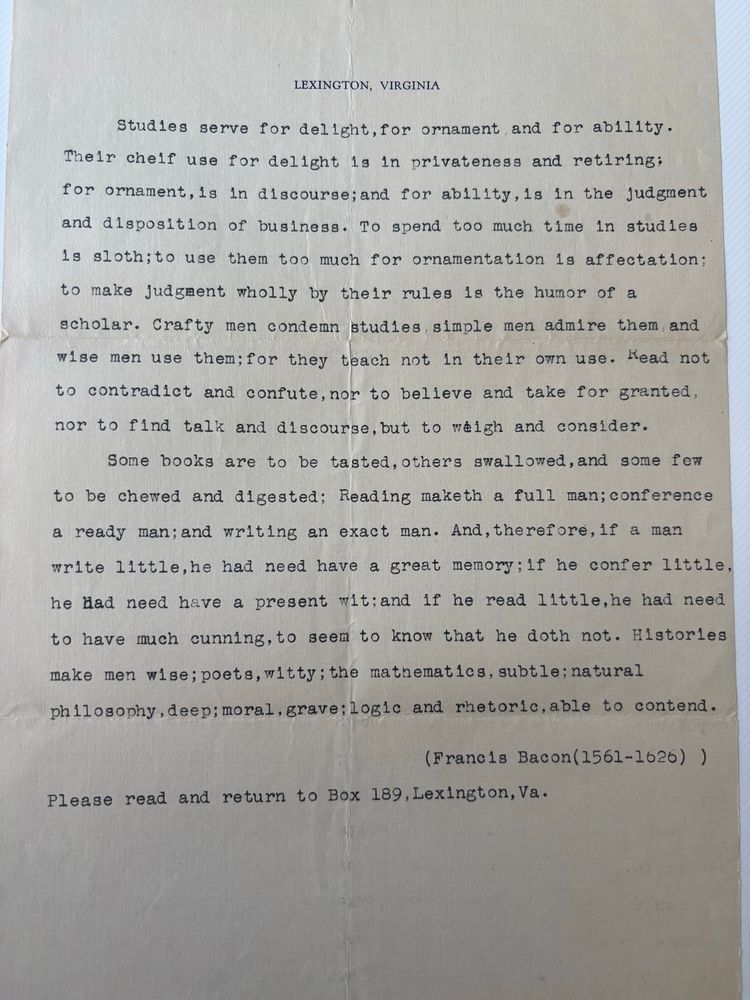 LEXINGTON, VIRGINIA
Studies serve for delight,for ornament and for ability.
Their cheif use for delight is in privateness and retiring;
for ornament,is in discourse;and for ability,is in the judgment
and disposition of business. To spend too much time in studies
is sloth;to use them too much for ornamentation is affectation;
to make judgment wholly by their rules is the humor of a
scholar. Crafty men condemn studies,simple men admire them,and
wise men use them;for they teach not in their own use. Read not
to contradict and confute,nor to believe and take for granted,
nor to find talk and discourse,but to weigh and consider.
Some books are to be tasted,others swallowed,and some few
to be chewed and digested; Reading maketh a full man;conference
a ready man;and writing an exact man. And,therefore,if a man
write little,he had need have a great memory;if he confer little,
he had need have a present wit:and if he read little,he had need
to have much cunning,to seem to know that he doth not. Histories
make men wise;poets,witty;the mathematics,subtle;natural
philosophy,deep;moral,grave;logic and rhetoric,able to contend.
(Francis Bacon(1561-1626) )
Please read and return to Box 189,Lexington,Va.